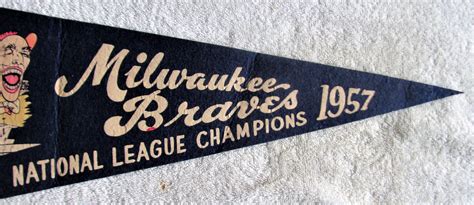 Milwaukee
Braves 1957
NATIONAL LEAGUE CHAMPIONS